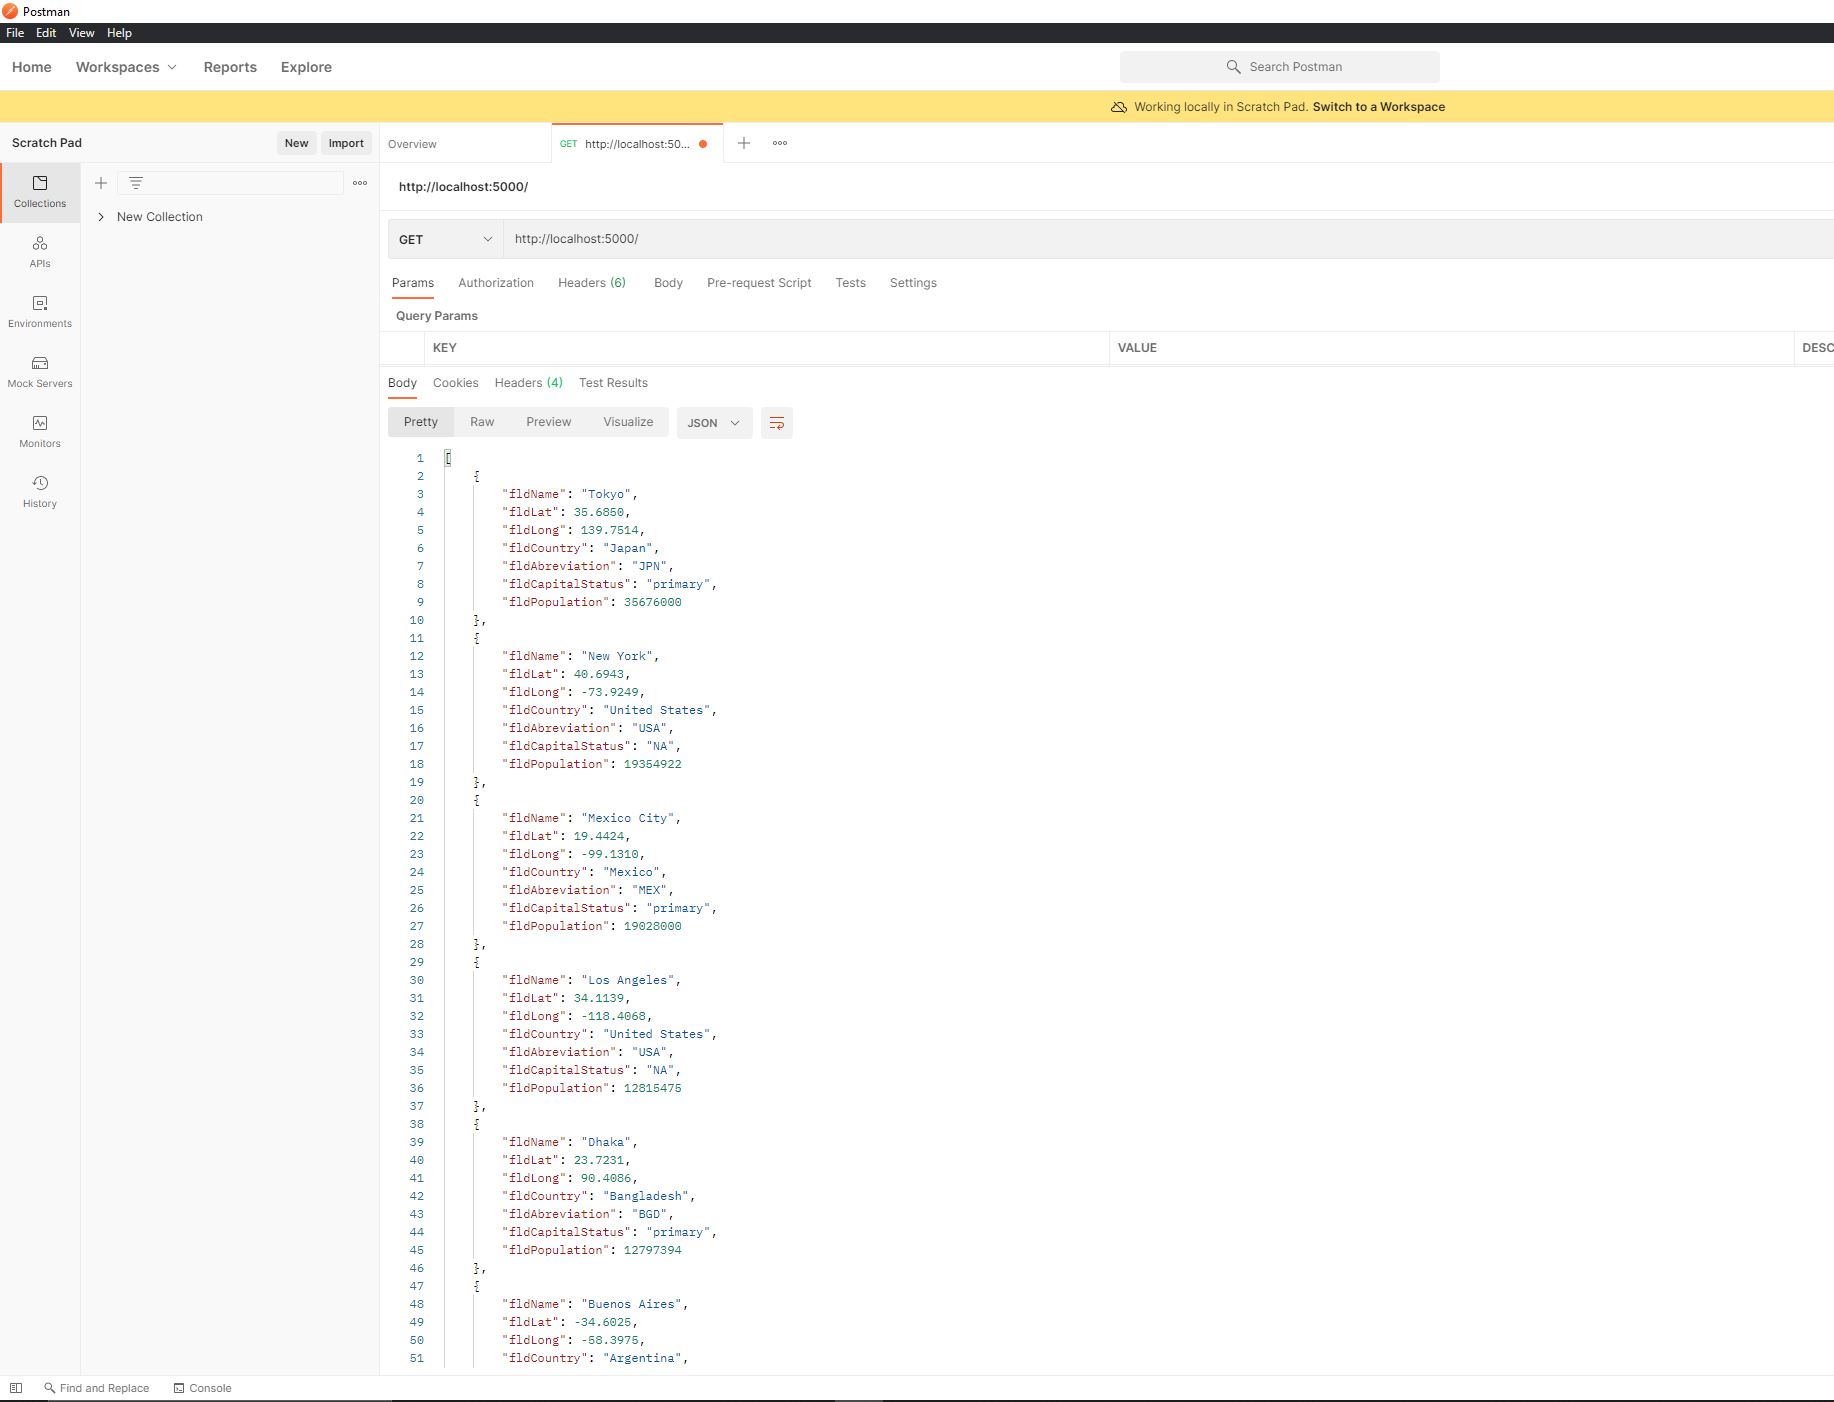 Postman
File Edit View Help
Home Workspaces Reports Explore Search Postman
Working locally in Scratch Pad. Switch to a Workspace
Scratch Pad New Import Overview GET http://localhost:50...
http://localhost:5000/
Collections
New Collection
GET http://localhost:5000/
APIs
Params Authorization Headers (6) Body Pre-request Script Tests Settings
Environments
Query Params
KEY VALUE DESC
Mock Servers
Body Cookies Headers (4) Test Results
Pretty Raw Preview Visualize JSON
Monitors
History
1 [
2 {
3 "fldName": "Tokyo",
4 "fldLat": 35.6850,
5 "fldLong": 139.7514,
6 "fldCountry": "Japan",
7 "fldAbreviation": "JPN",
8 "fldCapitalStatus": "primary",
9 "fldPopulation": 35676000
10 },
11 {
12 "fldName": "New York",
13 "fldLat": 40.6943,
14 "fldLong": -73.9249,
15 "fldCountry": "United States",
16 "fldAbreviation": "USA",
17 "fldCapitalStatus": "NA",
18 "fldPopulation": 19354922
19 },
20 {
21 "fldName": "Mexico City",
22 "fldLat": 19.4424,
23 "fldLong": -99.1310,
24 "fldCountry": "Mexico",
25 "fldAbreviation": "MEX",
26 "fldCapitalStatus": "primary",
27 "fldPopulation": 19028000
28 },
29 {
30 "fldName": "Los Angeles",
31 "fldLat": 34.1139,
32 "fldLong": -118.4068,
33 "fldCountry": "United States",
34 "fldAbreviation": "USA",
35 "fldCapitalStatus": "NA",
36 "fldPopulation": 12815475
37 },
38 {
39 "fldName": "Dhaka",
40 "fldLat": 23.7231,
41 "fldLong": 90.4086,
42 "fldCountry": "Bangladesh",
43 "fldAbreviation": "BGD",
44 "fldCapitalStatus": "primary",
45 "fldPopulation": 12797394
46 },
47 {
48 "fldName": "Buenos Aires",
49 "fldLat": -34.6025,
50 "fldLong": -58.3975,
51 "fldCountry": "Argentina",
Find and Replace Console